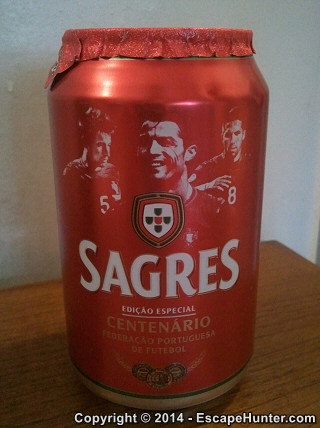 5
8
SAGRES
EDIÇÃO ESPECIAL
CENTENÁRIO
FEDERAÇÃO PORTUGUESA
DE FUTEBOL
Copyright © 2014 - EscapeHunter.com